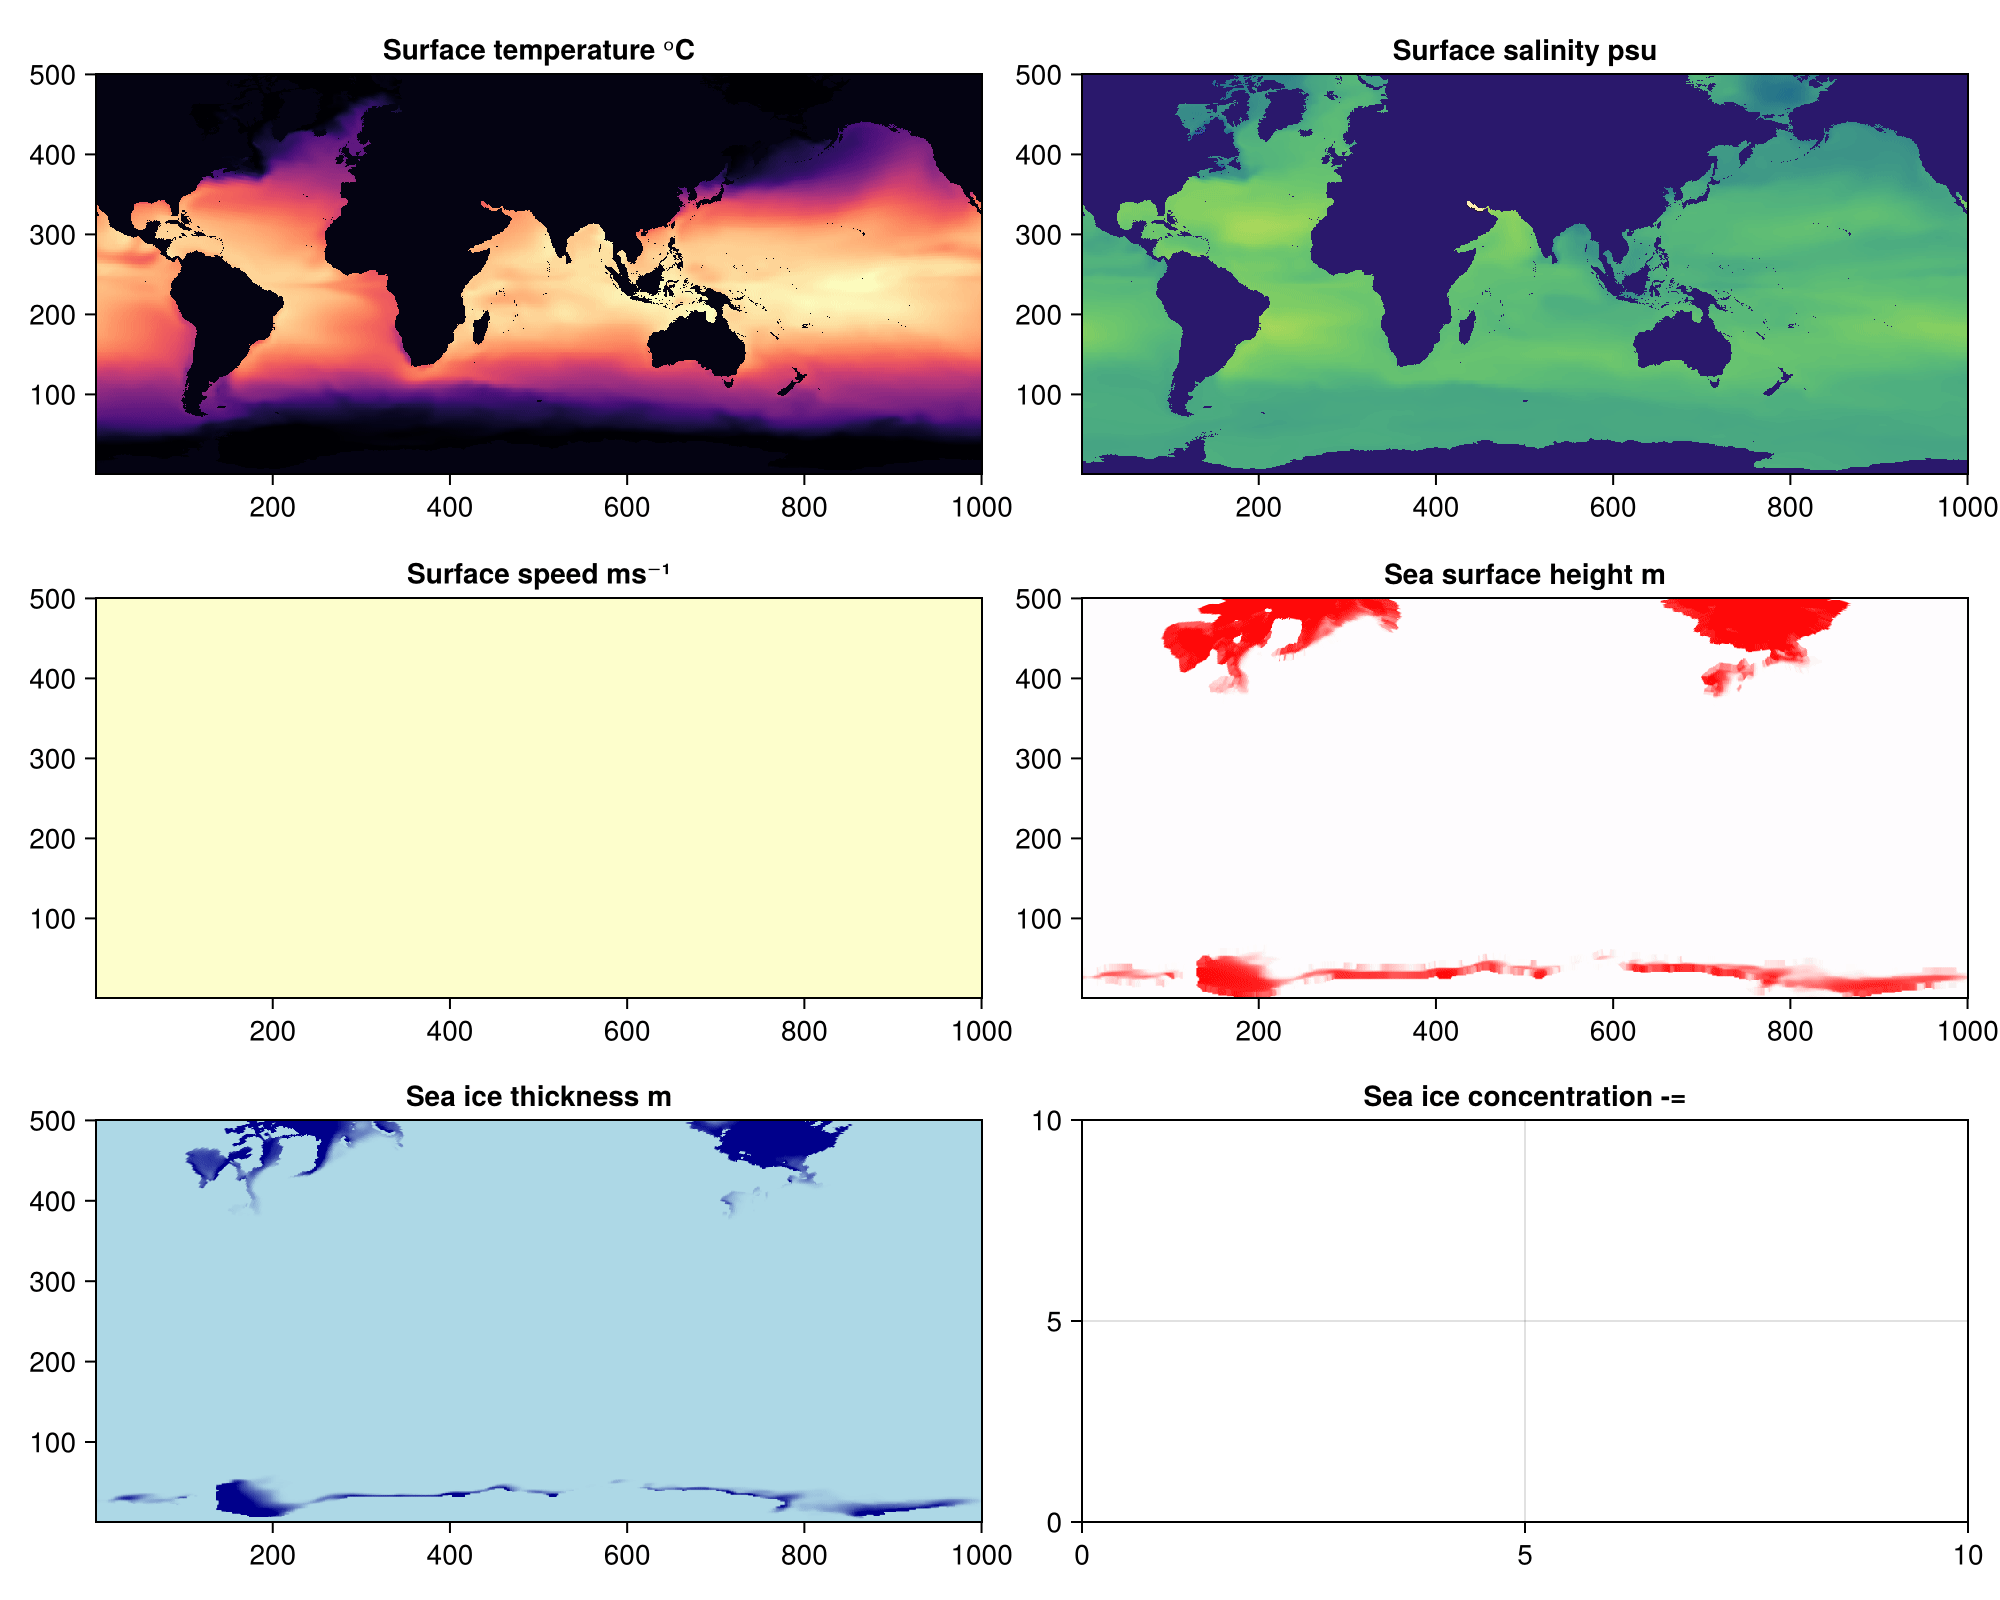 Surface temperature ᵒC
500
400
300
200
100
200 400 600 800 1000
Surface salinity psu
500
400
300
200
100
200 400 600 800 1000
Surface speed ms⁻¹
500
400
300
200
100
200 400 600 800 1000
Sea surface height m
500
400
300
200
100
200 400 600 800 1000
Sea ice thickness m
500
400
300
200
100
200 400 600 800 1000
Sea ice concentration -=
10
5
0
0 5 10